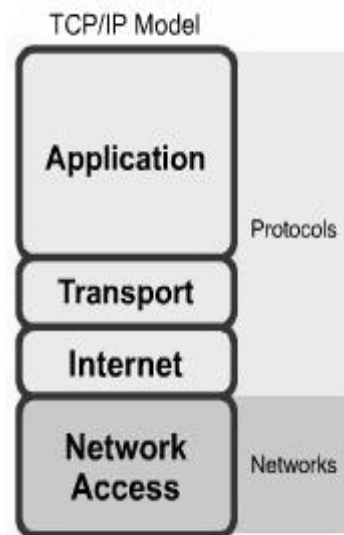 TCP/IP Model
Application
Protocols
Transport
Internet
Network
Access
Networks